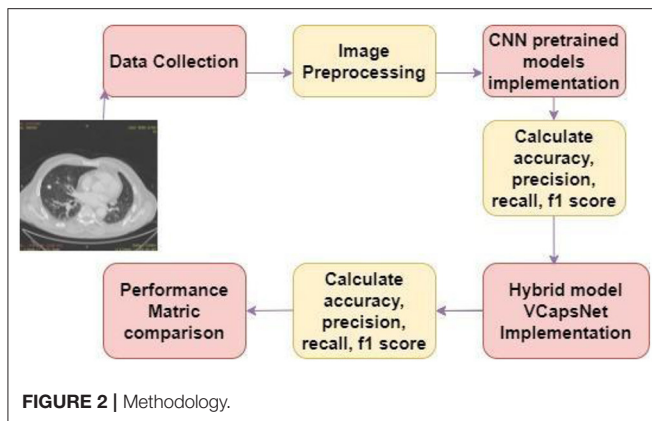 Data Collection
Image
Preprocessing
CNN pretrained
models
implementation
Calculate
accuracy,
precision,
recall, f1 score
Hybrid model
VCapsNet
Implementation
Calculate
accuracy,
precision,
recall, f1 score
Performance
Matric
comparison
FIGURE 2 | Methodology.